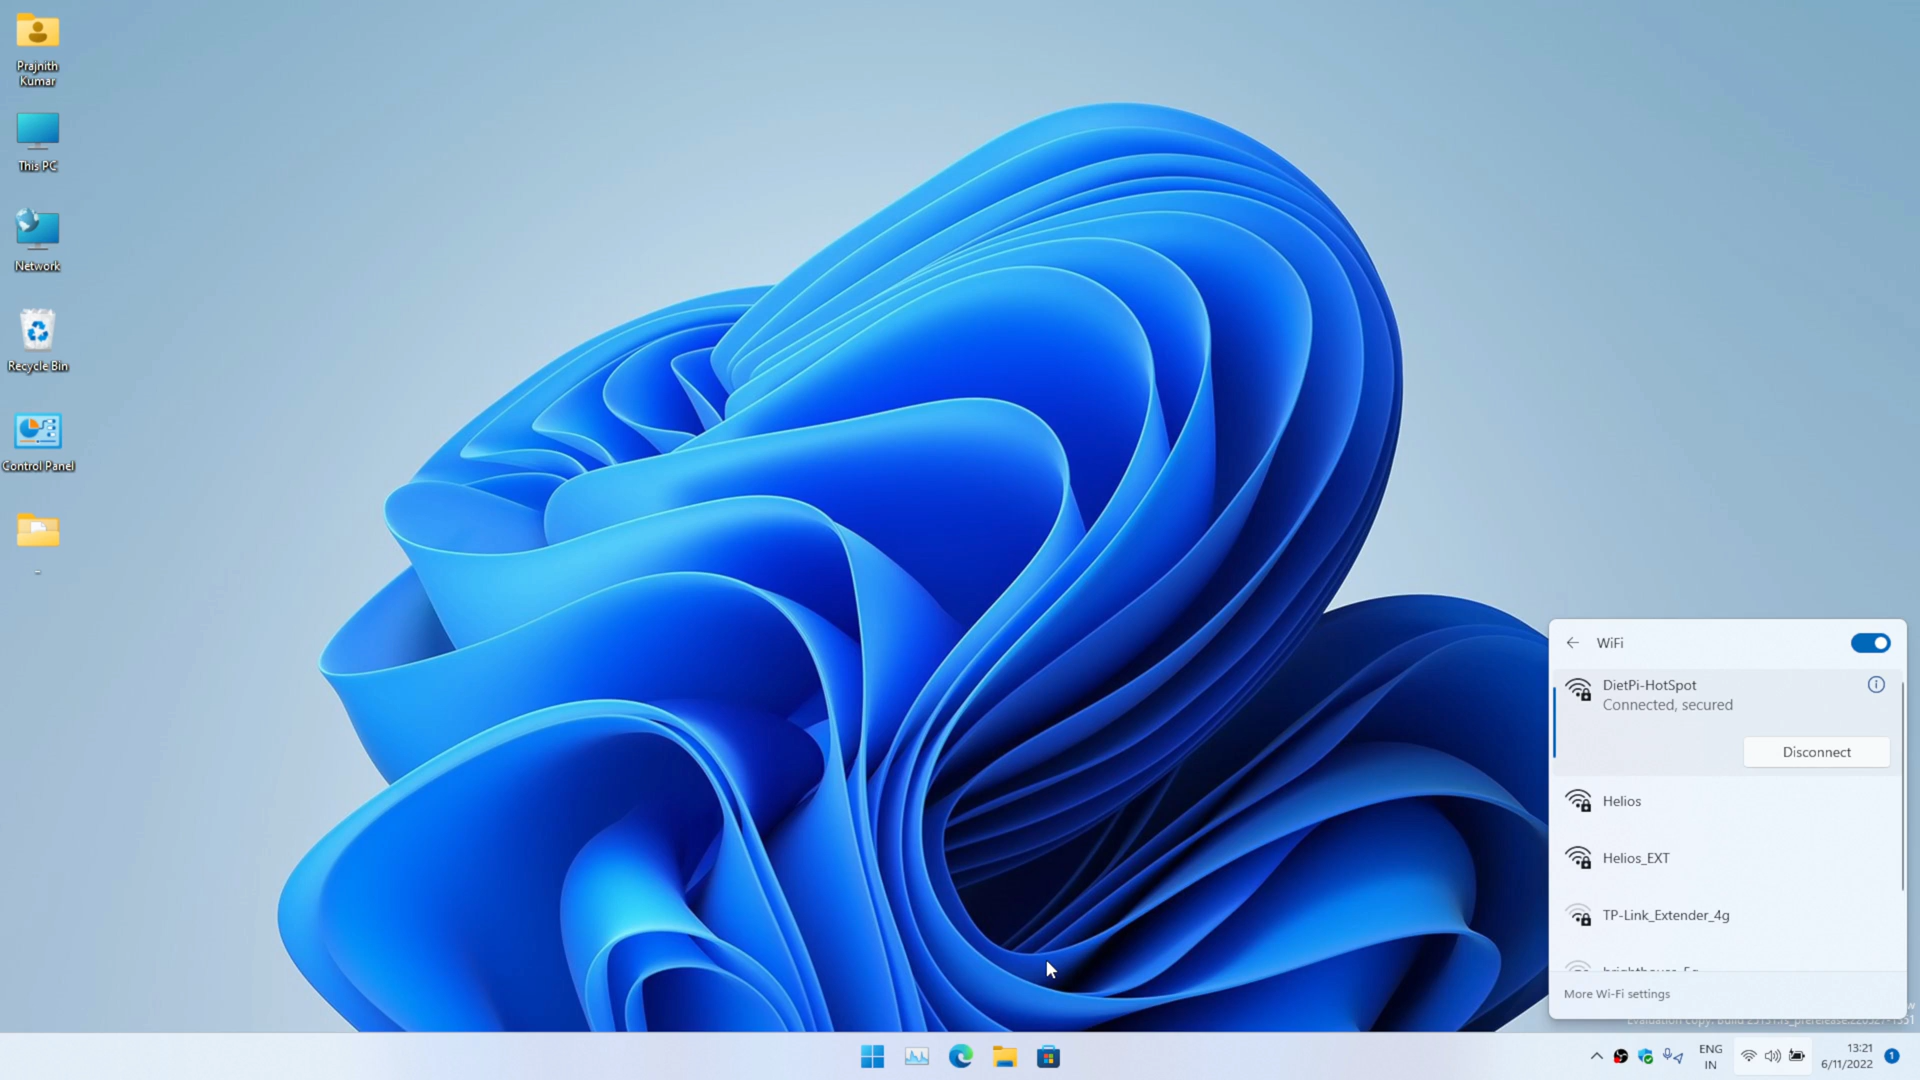 Prajnith
Kumar
This PC
Network
Recycle Bin
Control Panel
-
WiFi
DietPi-HotSpot
Connected, secured
Disconnect
Helios
Helios_EXT
TP-Link_Extender_4g
More Wi-Fi settings
ENG
IN
13:21
6/11/2022
1